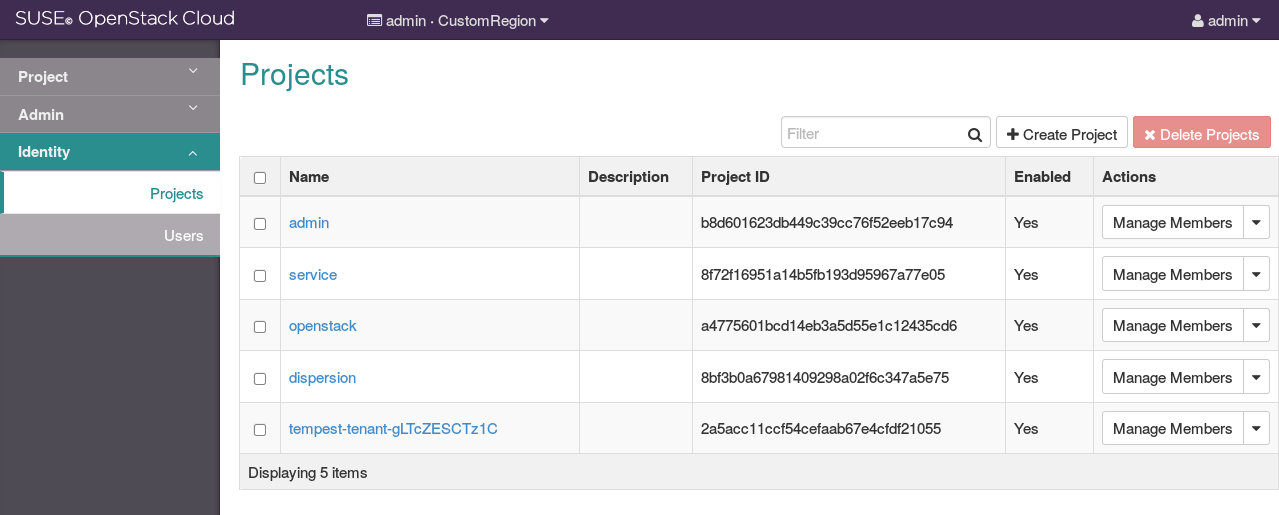 SUSE® OpenStack Cloud admin · CustomRegion admin
Project
Admin
Identity
Projects
Users
Projects
Filter Create Project Delete Projects
Name Description Project ID Enabled Actions
admin b8d601623db449c39cc76f52eeb17c94 Yes Manage Members
service 8f72f16951a14b5fb193d95967a77e05 Yes Manage Members
openstack a4775601bcd14eb3a5d55e1c12435cd6 Yes Manage Members
dispersion 8bf3b0a67981409298a02f6c347a5e75 Yes Manage Members
tempest-tenant-gLTcZESCTz1C 2a5acc11ccf54cefaab67e4cfdf21055 Yes Manage Members
Displaying 5 items